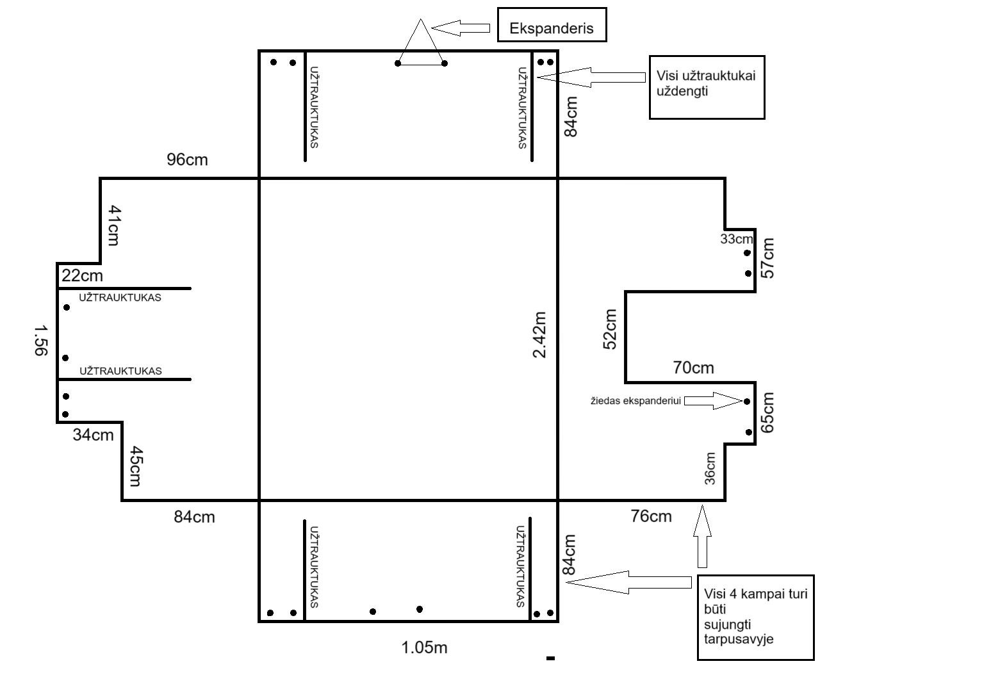 Ekspanderis
Visi užtrauktukai
uždengti
UŽTRAUKTUKAS
UŽTRAUKTUKAS
84cm
96cm
41cm
33cm
57cm
22cm
UŽTRAUKTUKAS
1.56
2.42m
52cm
UŽTRAUKTUKAS
70cm
žiedas ekspanderiui
65cm
34cm
45cm
36cm
84cm
76cm
UŽTRAUKTUKAS
UŽTRAUKTUKAS
84cm
Visi 4 kampai turi
būti
sujungti
tarpusavyje
1.05m